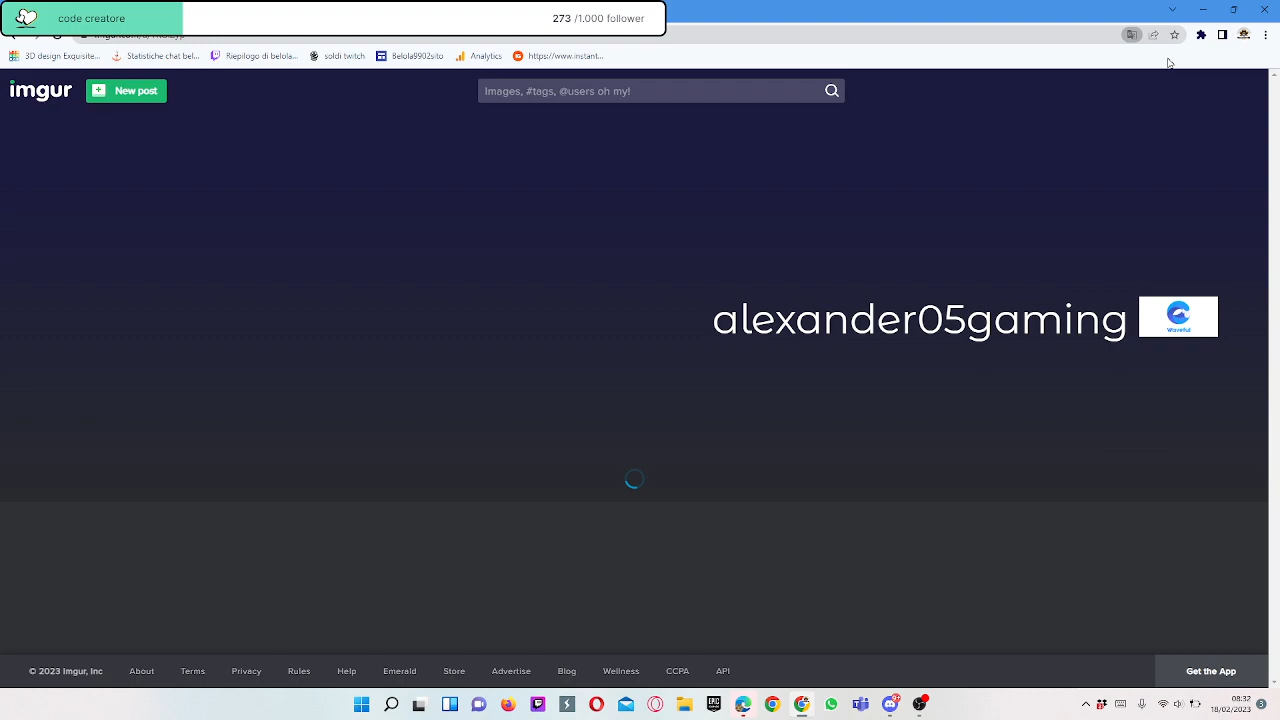 code creatore
273 /1.000 follower
3D design Exquisite...
Statistiche chat bel...
Riepilogo di belola...
soldi twitch
Belola9902sito
Analytics
https://www.instant...
imgur
New post
Images, #tags, @users oh my!
alexander05gaming
Waveful
© 2023 Imgur, Inc
About
Terms
Privacy
Rules
Help
Emerald
Store
Advertise
Blog
Wellness
CCPA
API
Get the App
EPIC
08:32
18/02/2023
3